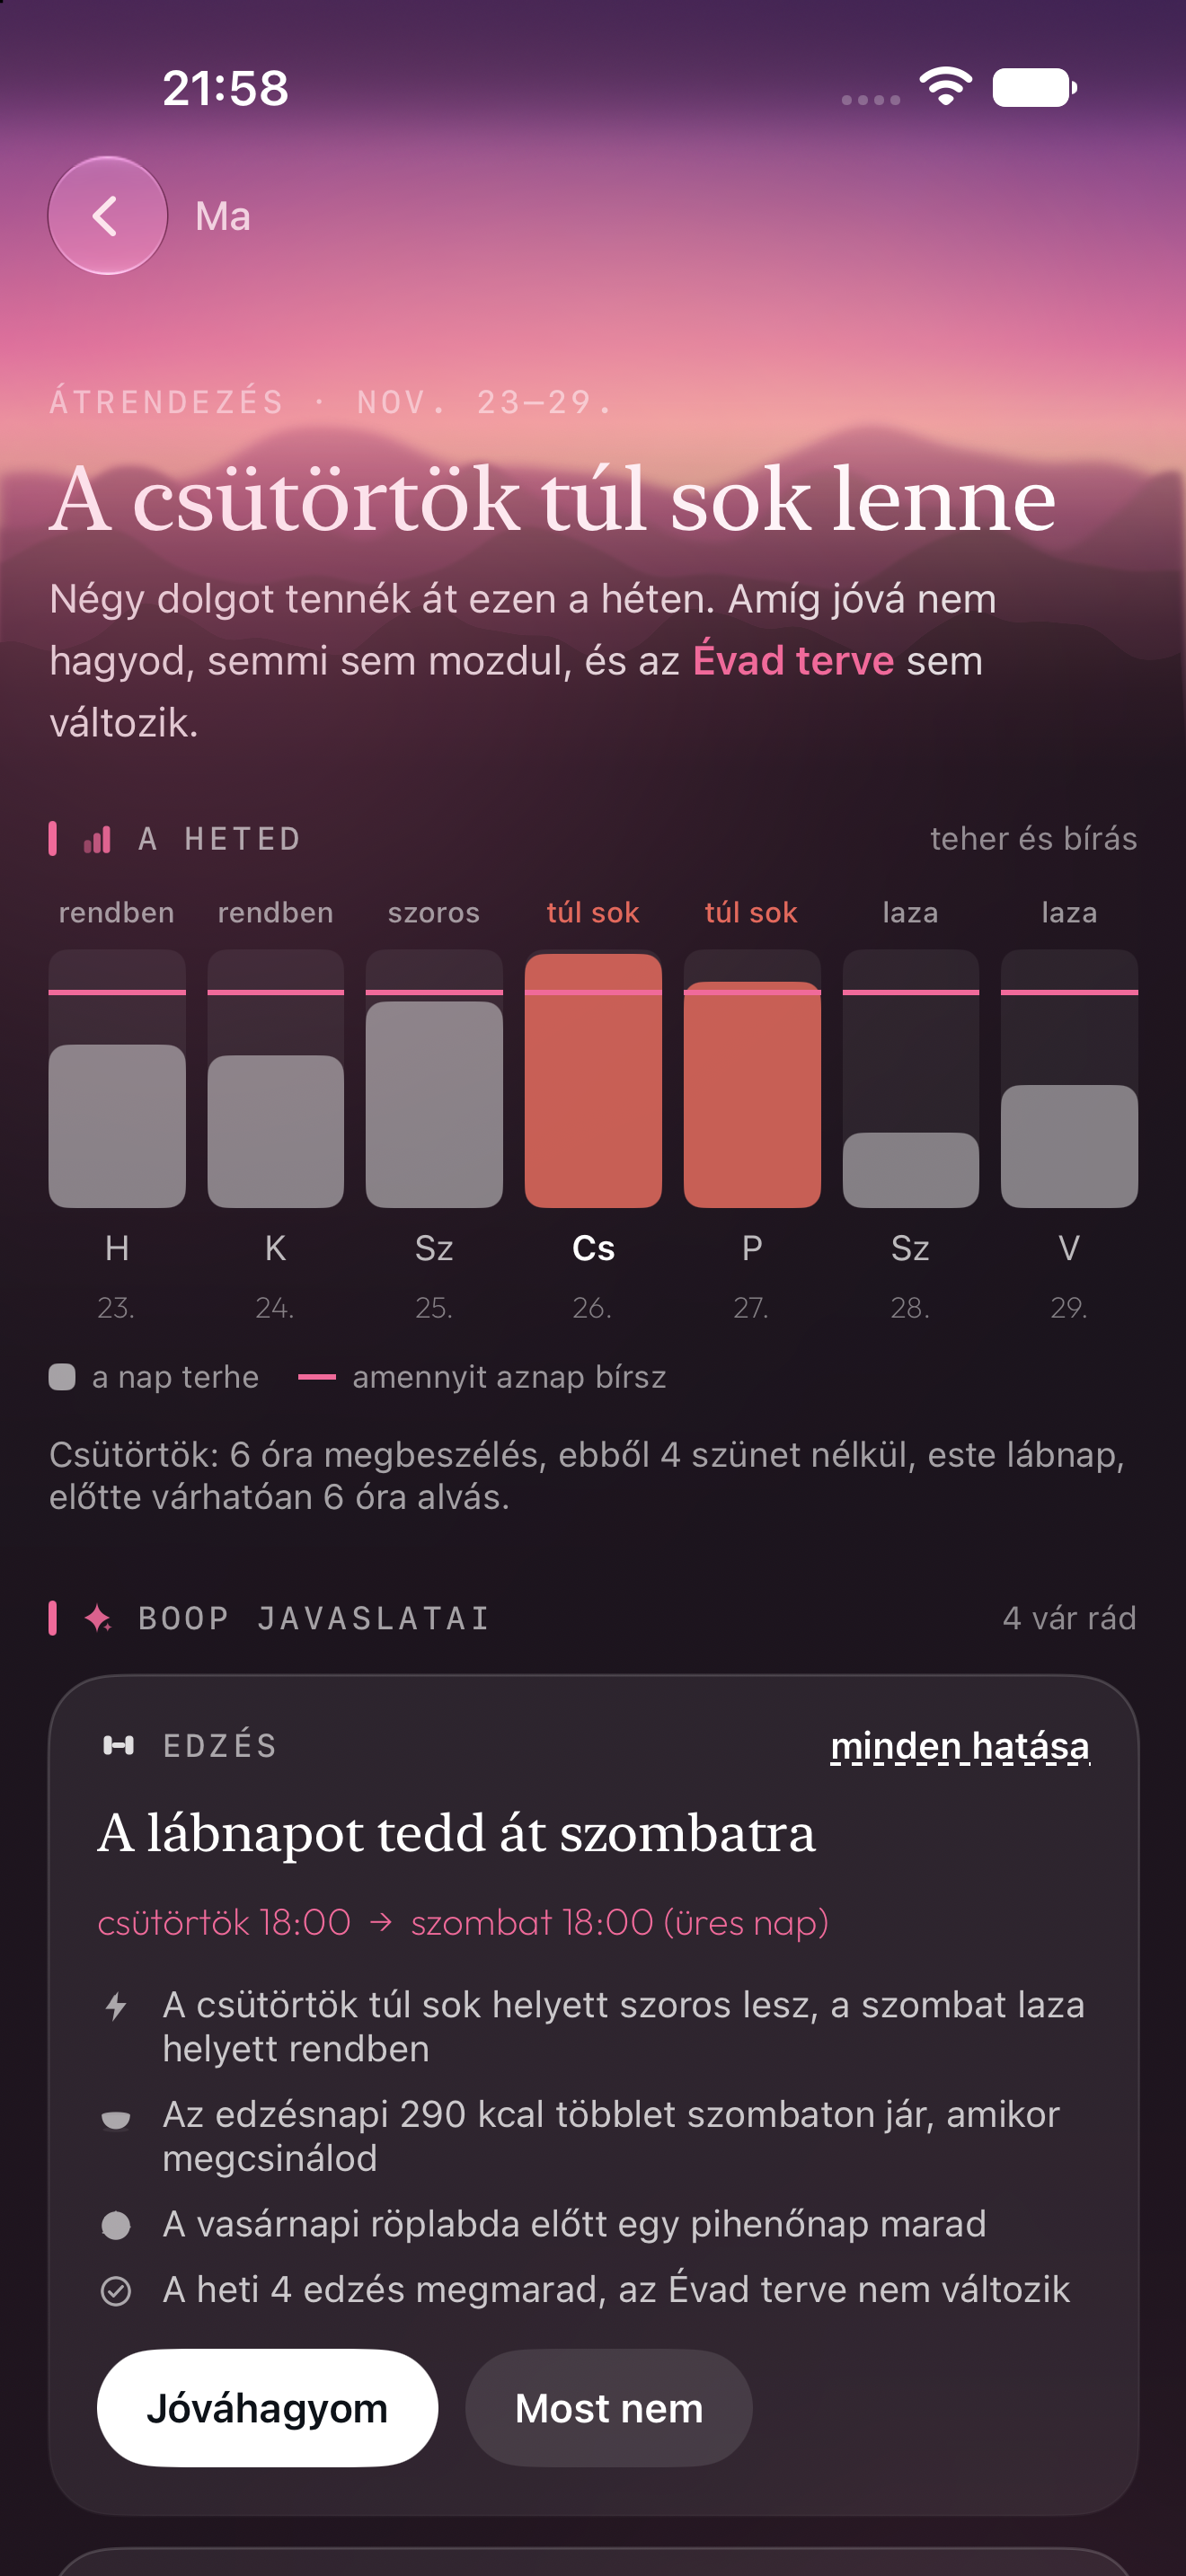 21:58
Ma
ÁTRENDEZÉS · NOV. 23–29.
A csütörtök túl sok lenne
Négy dolgot tennék át ezen a héten. Amíg jóvá nem
hagyod, semmi sem mozdul, és az Évad terve sem
változik.
A HETED
teher és bírás
rendben rendben szoros túl sok túl sok laza laza
H K Sz Cs P Sz V
23. 24. 25. 26. 27. 28. 29.
a nap terhe amennyit aznap bírsz
Csütörtök: 6 óra megbeszélés, ebből 4 szünet nélkül, este lábnap,
előtte várhatóan 6 óra alvás.
BOOP JAVASLATAI
4 vár rád
EDZÉS
minden hatása
A lábnapot tedd át szombatra
csütörtök 18:00 → szombat 18:00 (üres nap)
A csütörtök túl sok helyett szoros lesz, a szombat laza
helyett rendben
Az edzésnapi 290 kcal többlet szombaton jár, amikor
megcsinálod
A vasárnapi röplabda előtt egy pihenőnap marad
A heti 4 edzés megmarad, az Évad terve nem változik
Jóváhagyom
Most nem